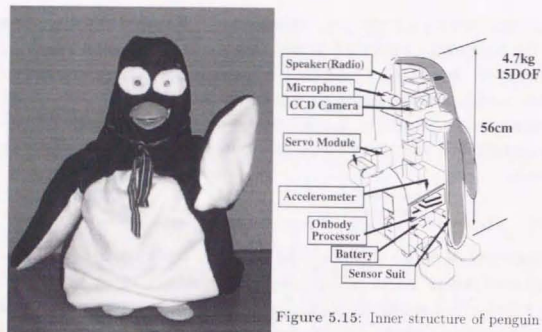 Speaker(Radio)
Microphone
CCD Camera
Servo Module
Accelerometer
Onbody
Processor
Battery
Sensor Suit
4.7kg
15DOF
56cm
Figure 5.15: Inner structure of penguin